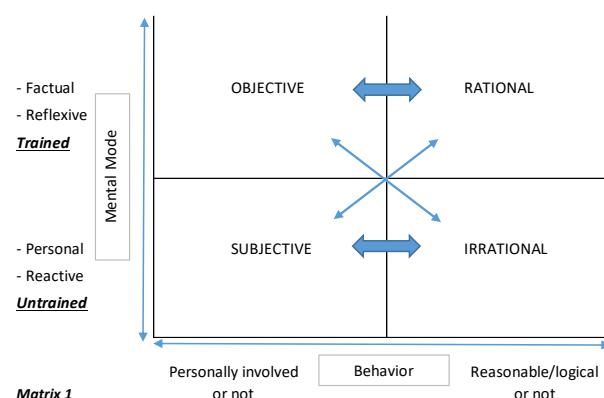 OBJECTIVE
RATIONAL
- Factual
- Reflexive
Trained
Mental Mode
SUBJECTIVE
IRRATIONAL
- Personal
- Reactive
Untrained
Personally involved
or not
Behavior
Reasonable/logical
or not
Matrix 1